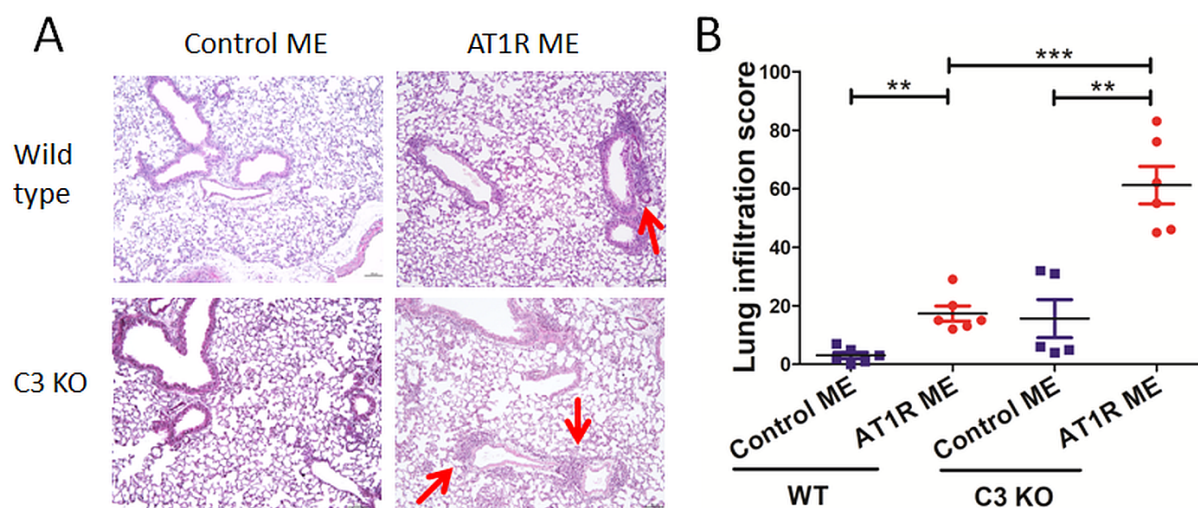 A
Control ME
AT1R ME
Wild
type
C3 KO
B
Lung infiltration score
100
80
60
40
20
0
**
***
**
Control ME
AT1R ME
Control ME
AT1R ME
WT
C3 KO